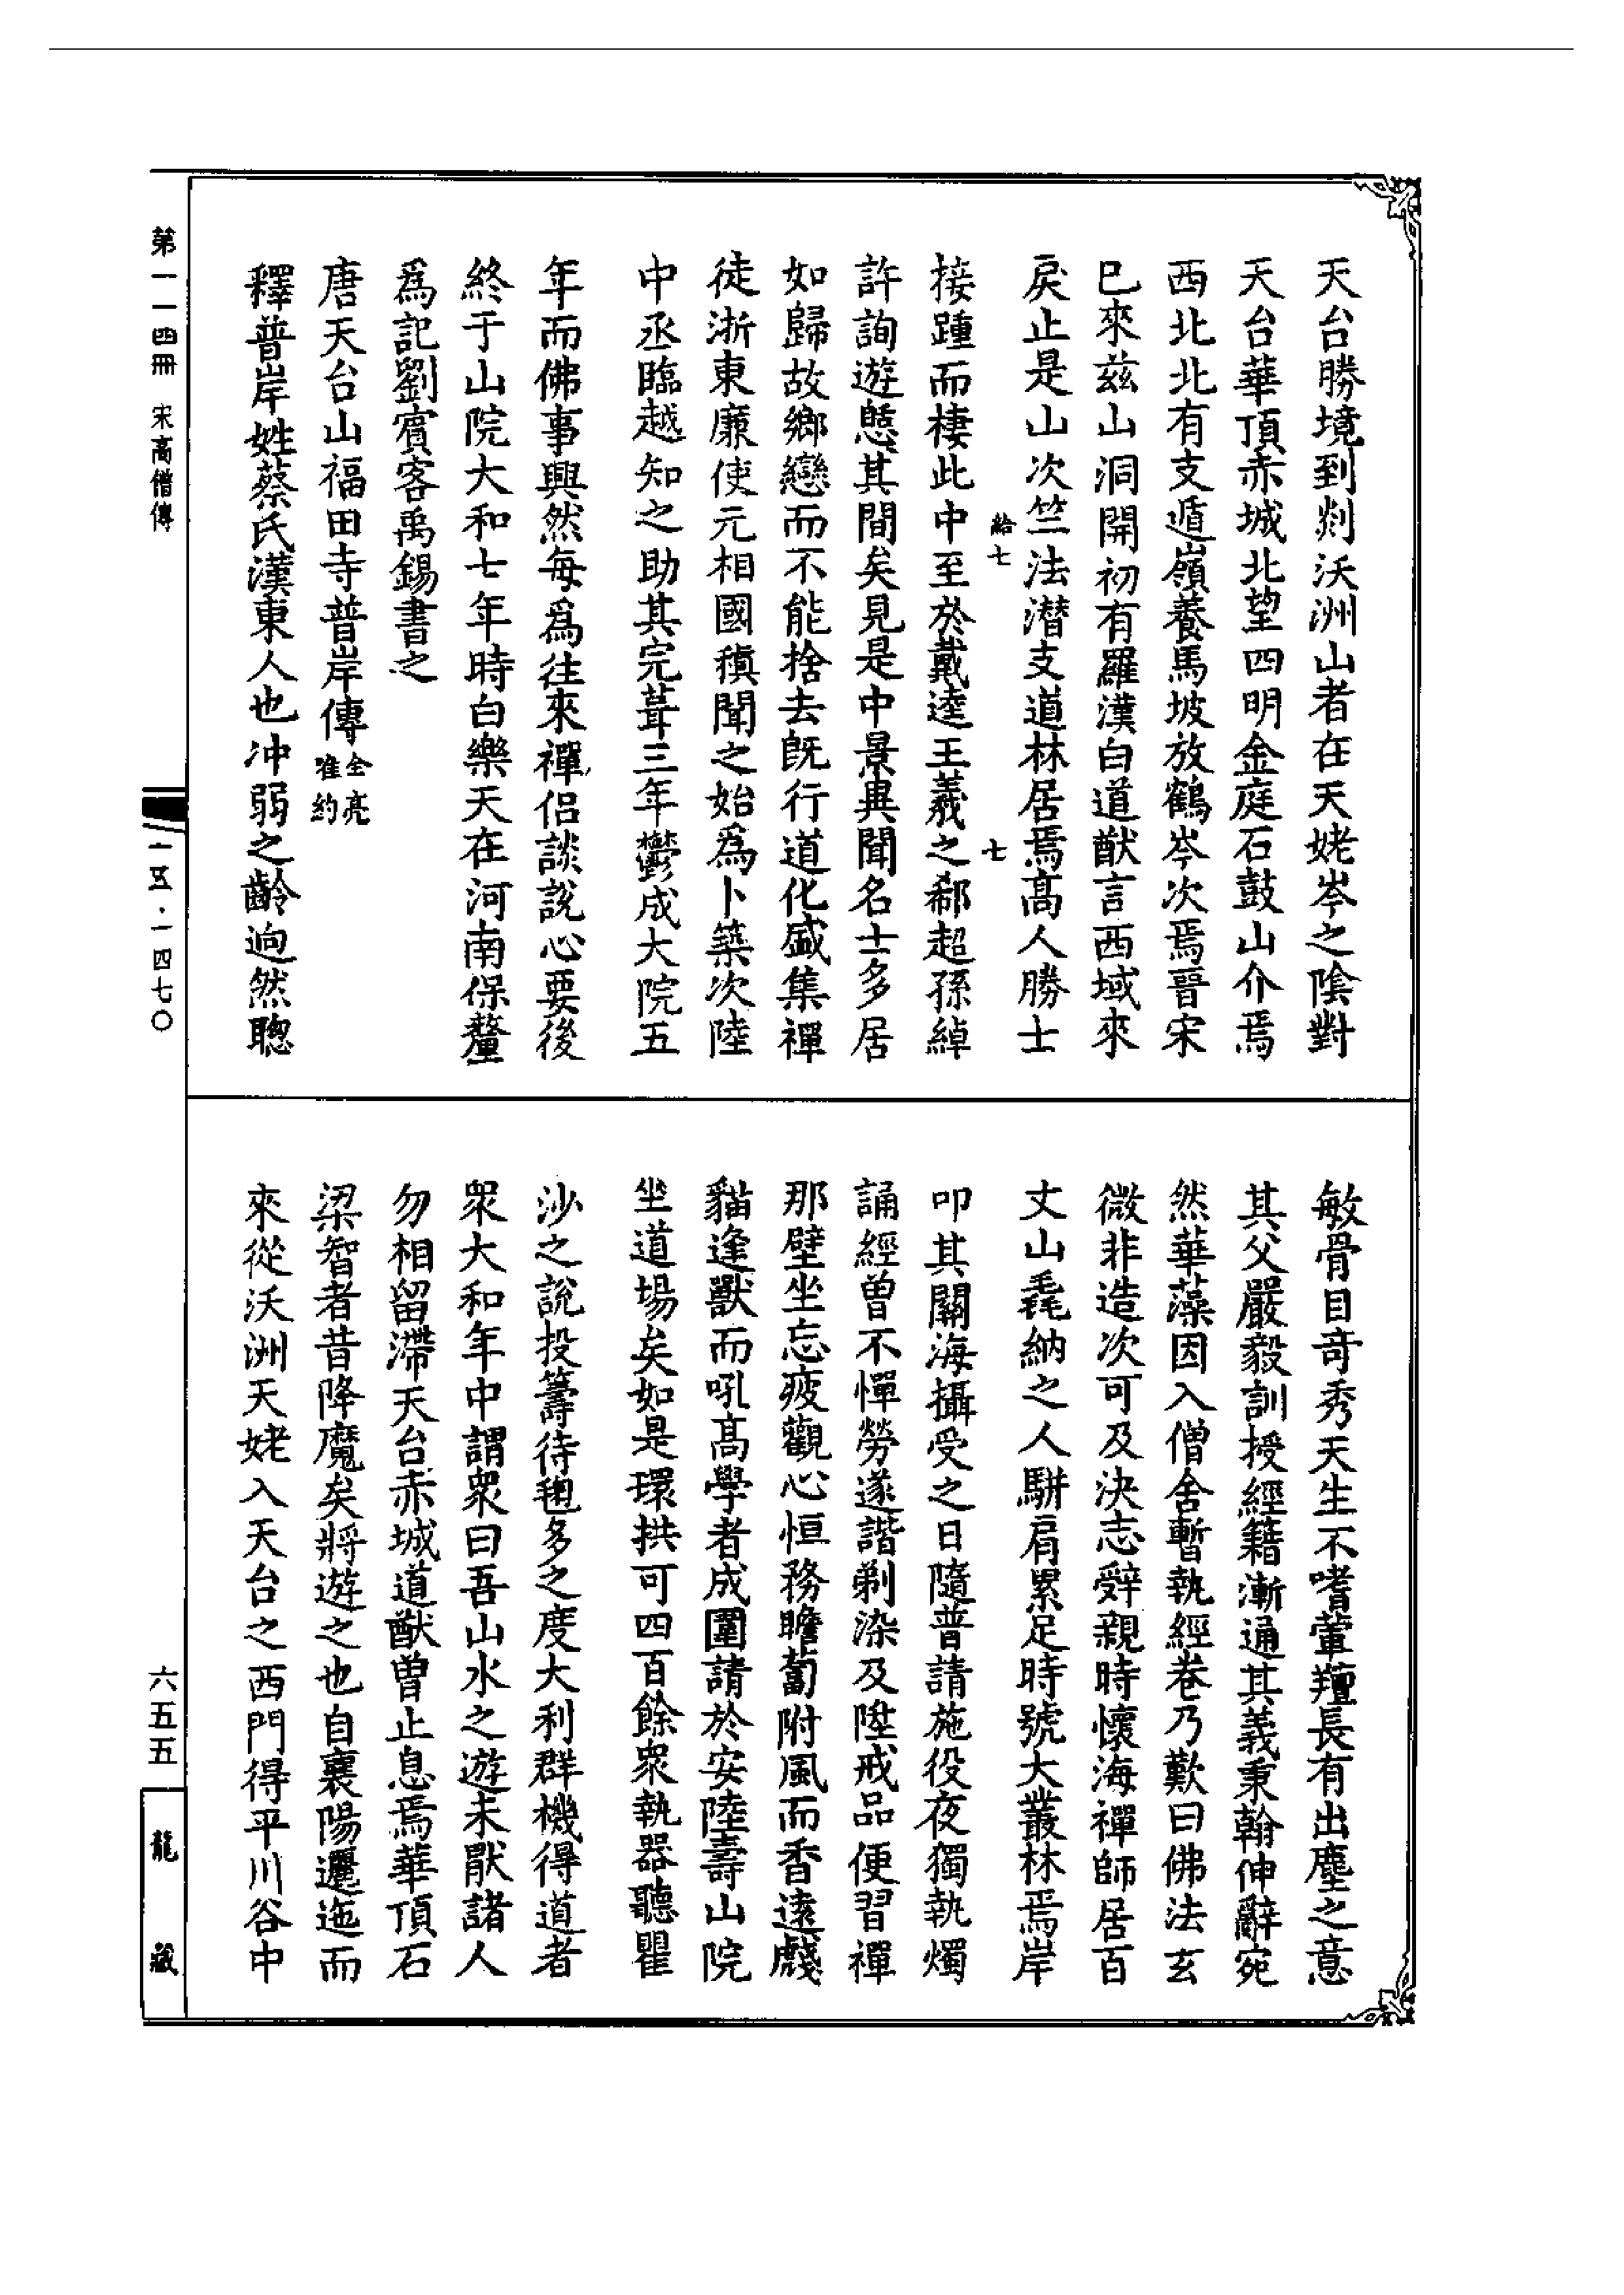 天台勝境到剡沃洲山者在天姥岑之陰對
天台華頂赤城北望四明金庭石鼓山介焉
西北北有支遁嶺養馬坡放鶴岑次焉晉宋
巳來兹山洞開初有羅漢白道猷言西域來
戾止是山次竺法潛支道林居焉髙人勝士
給七
七
接踵而棲此中至於戴逵王羲之郗超孫綽
許詢遊憇其間矣見是中景異聞名士多居
如歸故鄉戀而不能捨去旣行道化盛集禪
徒浙東廉使元相國稹聞之始爲卜築次陸
中丞臨越知之助其完葺三年鬱成大院五
年而佛事興然每爲往來禪侣談說心要後
終于山院大和七年時白樂天在河南保釐
爲記劉賓客禹錫書之
唐天台山福田寺普岸傳全亮唯約
釋普岸姓蔡氏漢東人也冲弱之齡逈然聦
敏骨目竒秀天生不嗜葷羶長有出塵之意
其父嚴毅訓授經籍漸通其義秉翰伸辭宛
然華藻因入僧舍暫執經卷乃歎曰佛法玄
微非造次可及決志辤親時懷海禪師居百
丈山毳納之人駢肩累足時號大叢林焉岸
叩其關海攝受之日隨普請施役夜獨執燭
誦經曾不憚勞遂諧剃染及陞戒品便習禪
那壁坐忘疲觀心恒務瞻蔔附風而香遠虥
貓逢獸而吼髙學者成圍請於安陸壽山院
坐道場矣如是環拱可四百餘衆執器聽瞿
沙之說投籌待毱多之度大利群機得道者
衆大和年中謂衆曰吾山水之遊未猒諸人
勿相留滯天台赤城道猷曾止息焉華頂石
梁智者昔降魔矣將遊之也自襄陽邐迤而
來從沃洲天姥入天台之西門得平川谷中
第一一四冊 宋高僧傳
一五·一四七〇
六五五
龍藏